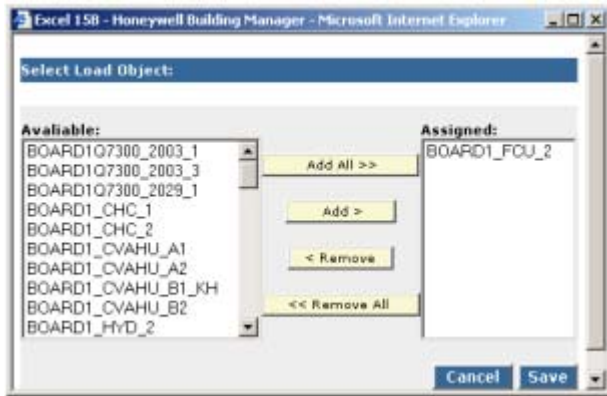 Excel 15B - Honeywell Building Manager - Microsoft Internet Explorer
Select Load Object:
Avaliable:
BOARD1Q7300_2003_1
BOARD1Q7300_2003_3
BOARD1Q7300_2029_1
BOARD1_CHC_1
BOARD1_CHC_2
BOARD1_CVAHU_A1
BOARD1_CVAHU_A2
BOARD1_CVAHU_B1_KH
BOARD1_CVAHU_B2
BOARD1_HYD_2
Add All >>
Add >
< Remove
<< Remove All
Assigned:
BOARD1_FCU_2
Cancel
Save